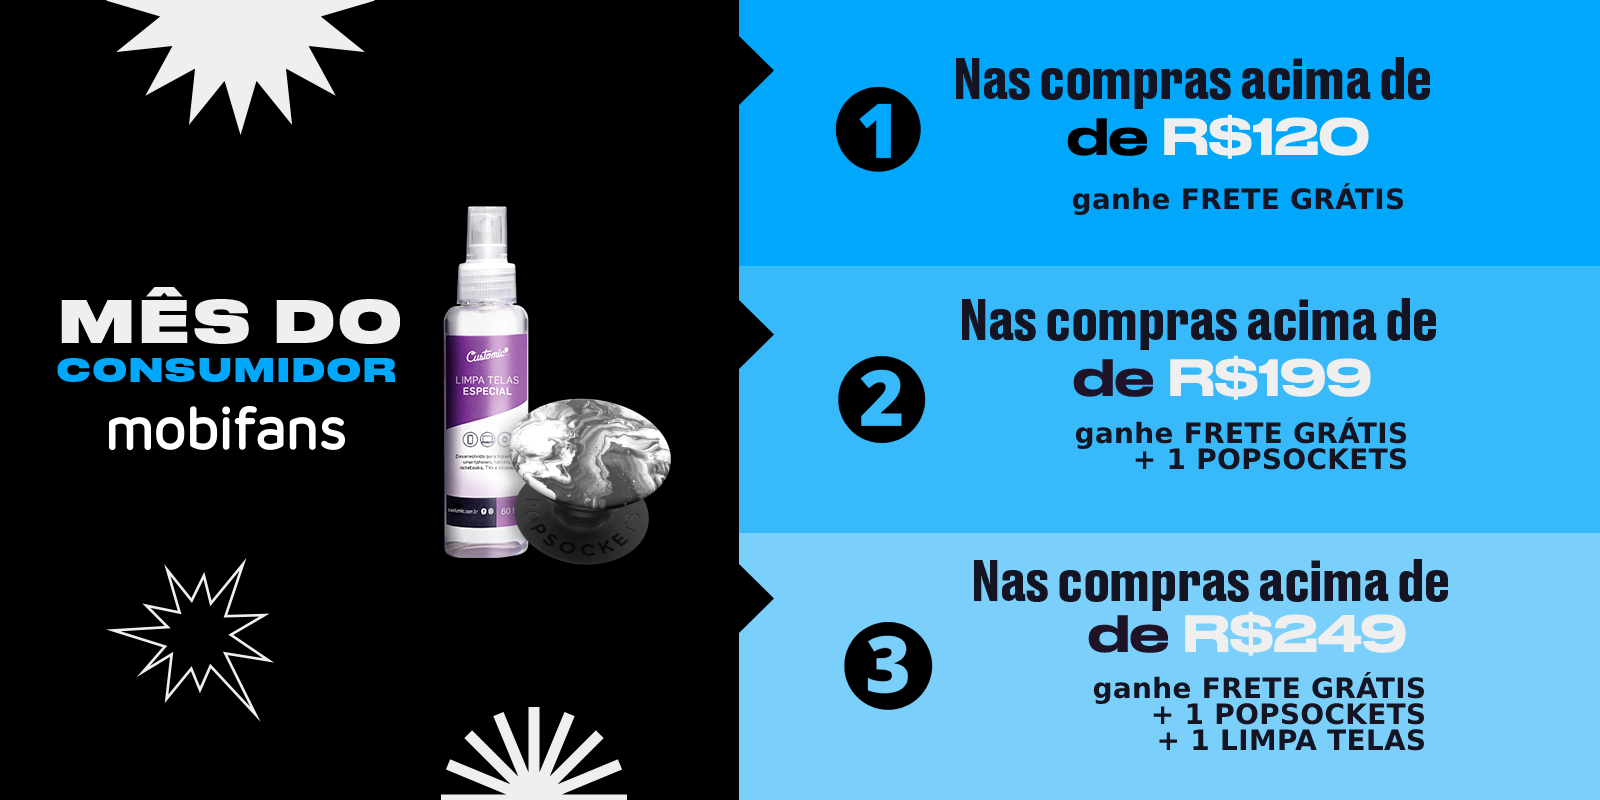 MÊS DO
CONSUMIDOR
mobifans
Customic
LIMPA TELAS
ESPECIAL
60
POPSOCKETS
1
Nas compras acima de
de R$120
ganhe FRETE GRÁTIS
2
Nas compras acima de
de R$199
ganhe FRETE GRÁTIS
+ 1 POPSOCKETS
3
Nas compras acima de
de R$249
ganhe FRETE GRÁTIS
+ 1 POPSOCKETS
+ 1 LIMPA TELAS